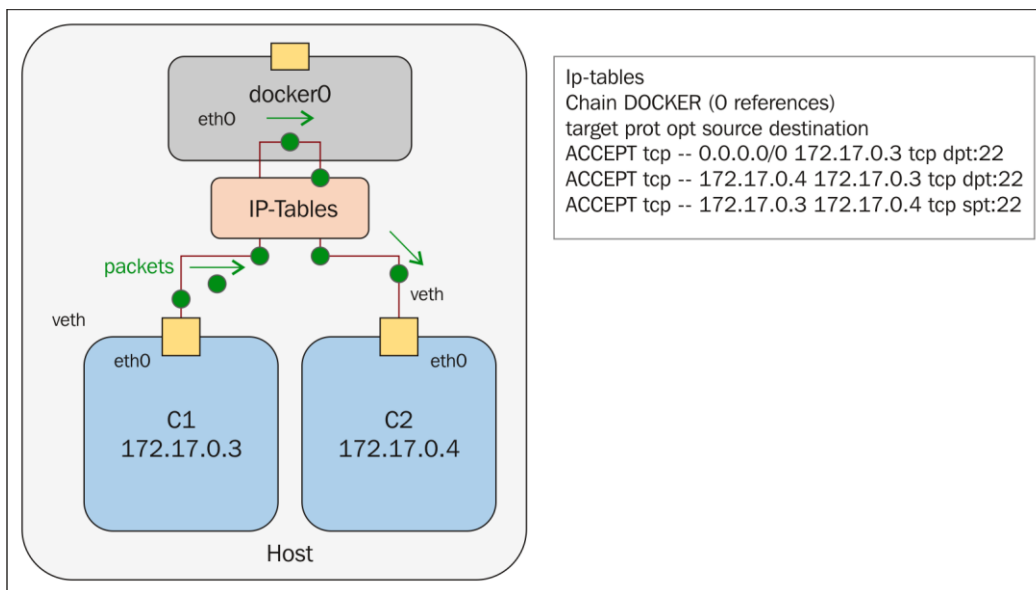 docker0
eth0
IP-Tables
packets
veth
veth
eth0
eth0
C1
172.17.0.3
C2
172.17.0.4
Host
Ip-tables
Chain DOCKER (0 references)
target prot opt source destination
ACCEPT tcp -- 0.0.0.0/0 172.17.0.3 tcp dpt:22
ACCEPT tcp -- 172.17.0.4 172.17.0.3 tcp dpt:22
ACCEPT tcp -- 172.17.0.3 172.17.0.4 tcp spt:22